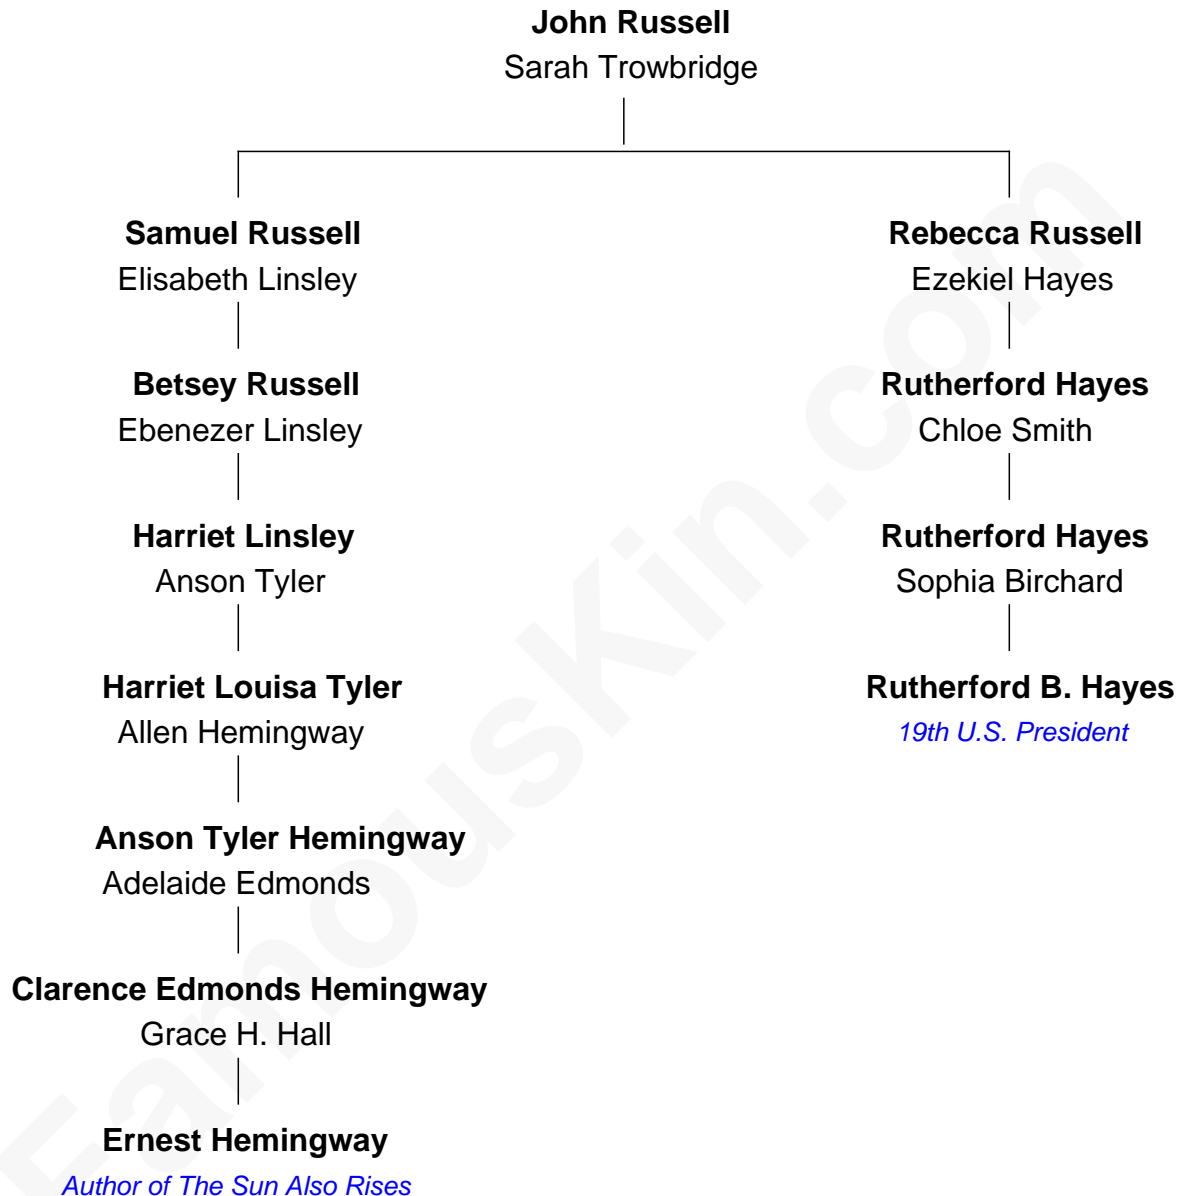 John Russell
Sarah Trowbridge
Samuel Russell
Elisabeth Linsley
Rebecca Russell
Ezekiel Hayes
Betsey Russell
Ebenezer Linsley
Rutherford Hayes
Chloe Smith
Harriet Linsley
Anson Tyler
Rutherford Hayes
Sophia Birchard
Harriet Louisa Tyler
Allen Hemingway
Rutherford B. Hayes
19th U.S. President
Anson Tyler Hemingway
Adelaide Edmonds
Clarence Edmonds Hemingway
Grace H. Hall
Ernest Hemingway
Author of The Sun Also Rises
FamousKin.com